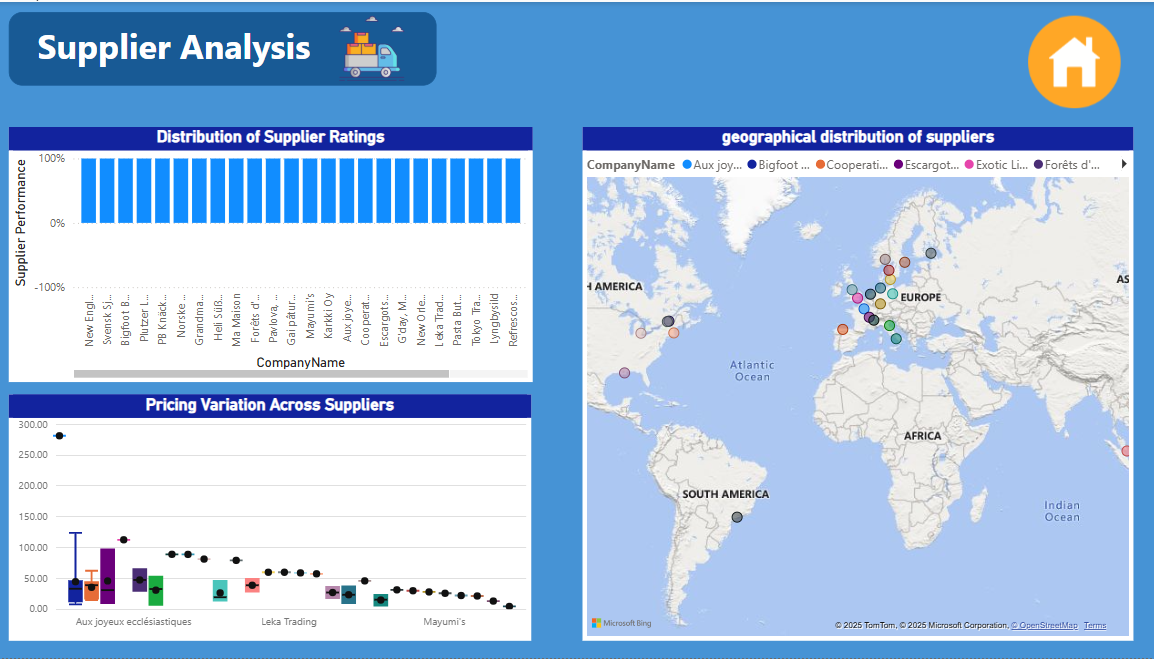 Supplier Analysis
Distribution of Supplier Ratings
Supplier Performance
100%
0%
-100%
New Engl...
Svensk Sj...
Bigfoot B...
Plutzer L...
PB Knäck...
Norske ...
Grandma...
Heli Süß...
Ma Maison
Forêts d'...
Pavlova, ...
Gai pâtur...
Mayumi's
Karkki Oy
Aux joye...
Cooperat...
Escargots...
G'day, M...
New Orle...
Leka Trad...
Pasta But...
Tokyo Tra...
Lyngbysild
Refrescos...
CompanyName
Pricing Variation Across Suppliers
300.00
250.00
200.00
150.00
100.00
50.00
0.00
Aux joyeux ecclésiastiques
Leka Trading
Mayumi's
geographical distribution of suppliers
CompanyName Aux joy... Bigfoot ... Cooperati... Escargot... Exotic Li... Forêts d'...
H AMERICA
EUROPE
AS
Atlantic
Ocean
AFRICA
SOUTH AMERICA
Indian
Ocean
Microsoft Bing
© 2025 TomTom, © 2025 Microsoft Corporation, © OpenStreetMap Terms